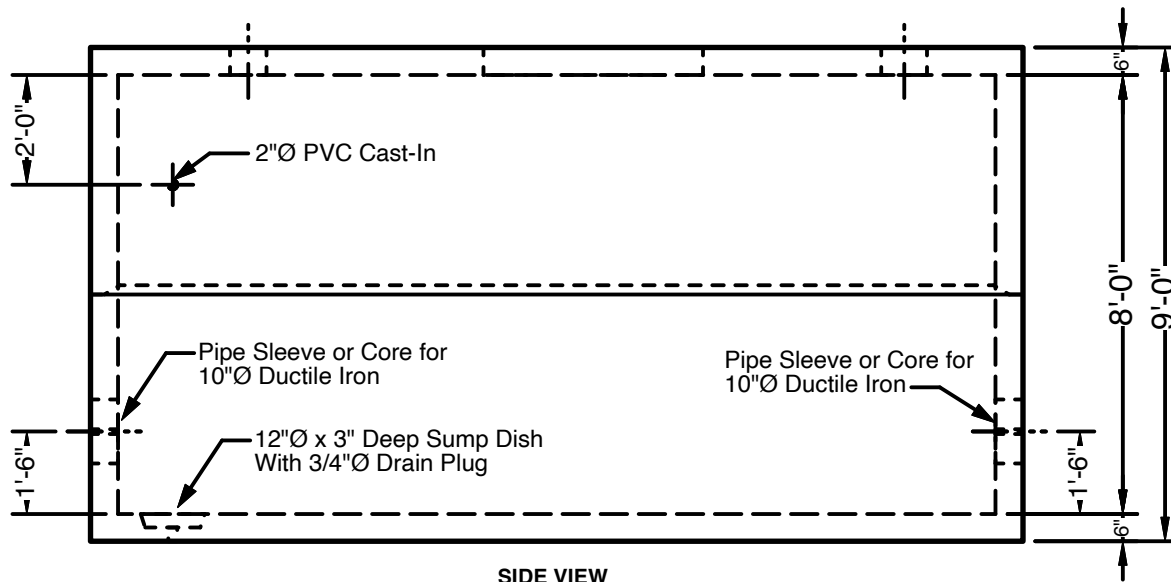 6"
2'-0"
2"Ø PVC Cast-In
8'-0"
9'-0"
Pipe Sleeve or Core for
10"Ø Ductile Iron
Pipe Sleeve or Core for
10"Ø Ductile Iron
12"Ø x 3" Deep Sump Dish
With 3/4"Ø Drain Plug
1'-6"
1'-6"
6"
SIDE VIEW